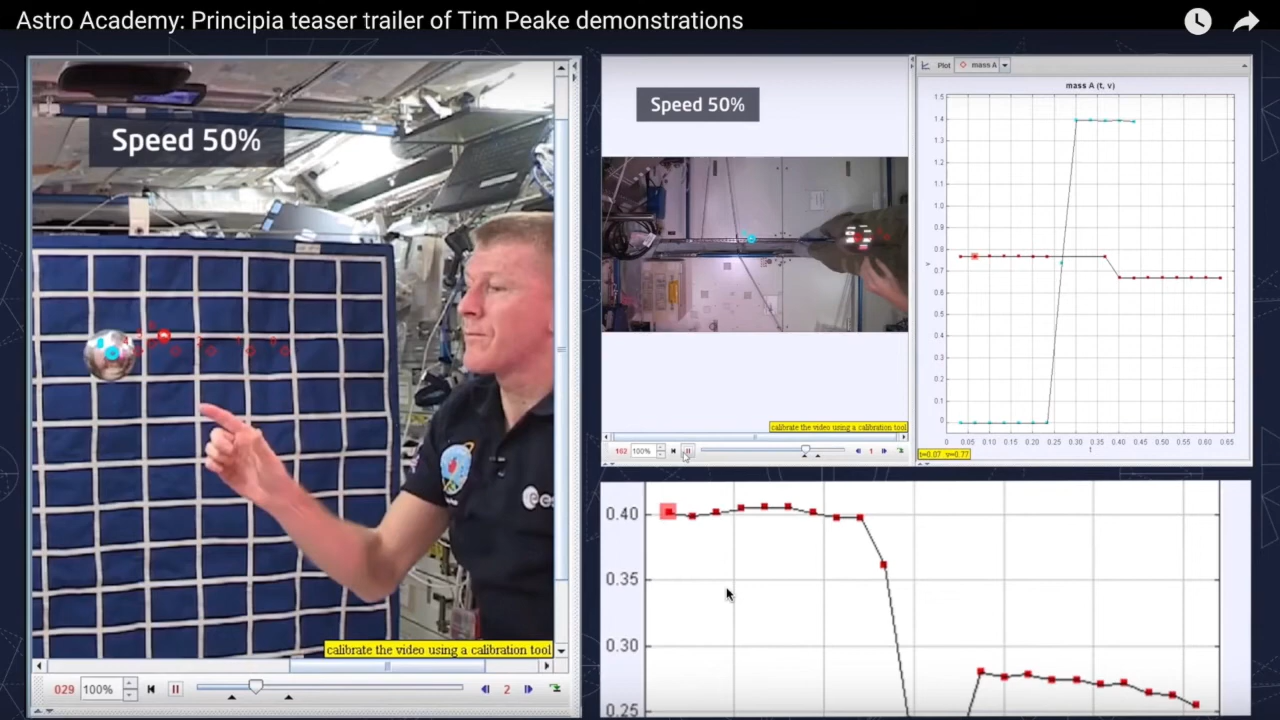 Astro Academy: Principia teaser trailer of Tim Peake demonstrations
Speed 50%
esa
calibrate the video using a calibration tool
029 100% 2
Speed 50%
calibrate the video using a calibration tool
162 100% 1
Plot mass A
mass A (t, v)
1.5
1.4
1.3
1.2
1.1
1.0
0.9
0.8
0.7
0.6
0.5
0.4
0.3
0.2
0.1
0
v
0 0.05 0.10 0.15 0.20 0.25 0.30 0.35 0.40 0.45 0.50 0.55 0.60 0.65
t
t=0.07 v=0.77
0.40
0.35
0.30
0.25